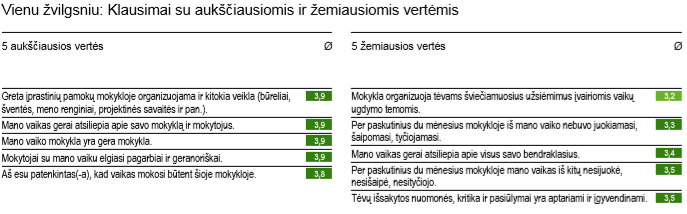 Vienu žvilgsniu: Klausimai su aukščiausiomis ir žemiausiomis vertėmis
5 aukščiausios vertės Ø
Greta įprastinių pamokų mokykloje organizuojama ir kitokia veikla (būreliai, 3,9
šventės, meno renginiai, projektinės savaitės ir pan.).
Mano vaikas gerai atsiliepia apie savo mokyklą ir mokytojus. 3,9
Mano vaiko mokykla yra gera mokykla. 3,9
Mokytojai su mano vaiku elgiasi pagarbiai ir geranoriškai. 3,9
Aš esu patenkintas(-a), kad vaikas mokosi būtent šioje mokykloje. 3,8
5 žemiausios vertės Ø
Mokykla organizuoja tėvams šviečiamuosius užsiėmimus įvairiomis vaikų 3,2
ugdymo temomis.
Per paskutinius du mėnesius mokykloje iš mano vaiko nebuvo juokiamasi, 3,3
šaipomasi, tyčiojamasi.
Mano vaikas gerai atsiliepia apie visus savo bendraklasius. 3,4
Per paskutinius du mėnesius mokykloje mano vaikas iš kitų nesijuokė, 3,5
nesišaipė, nesityčiojo.
Tėvų išsakytos nuomonės, kritika ir pasiūlymai yra aptariami ir įgyvendinami. 3,5